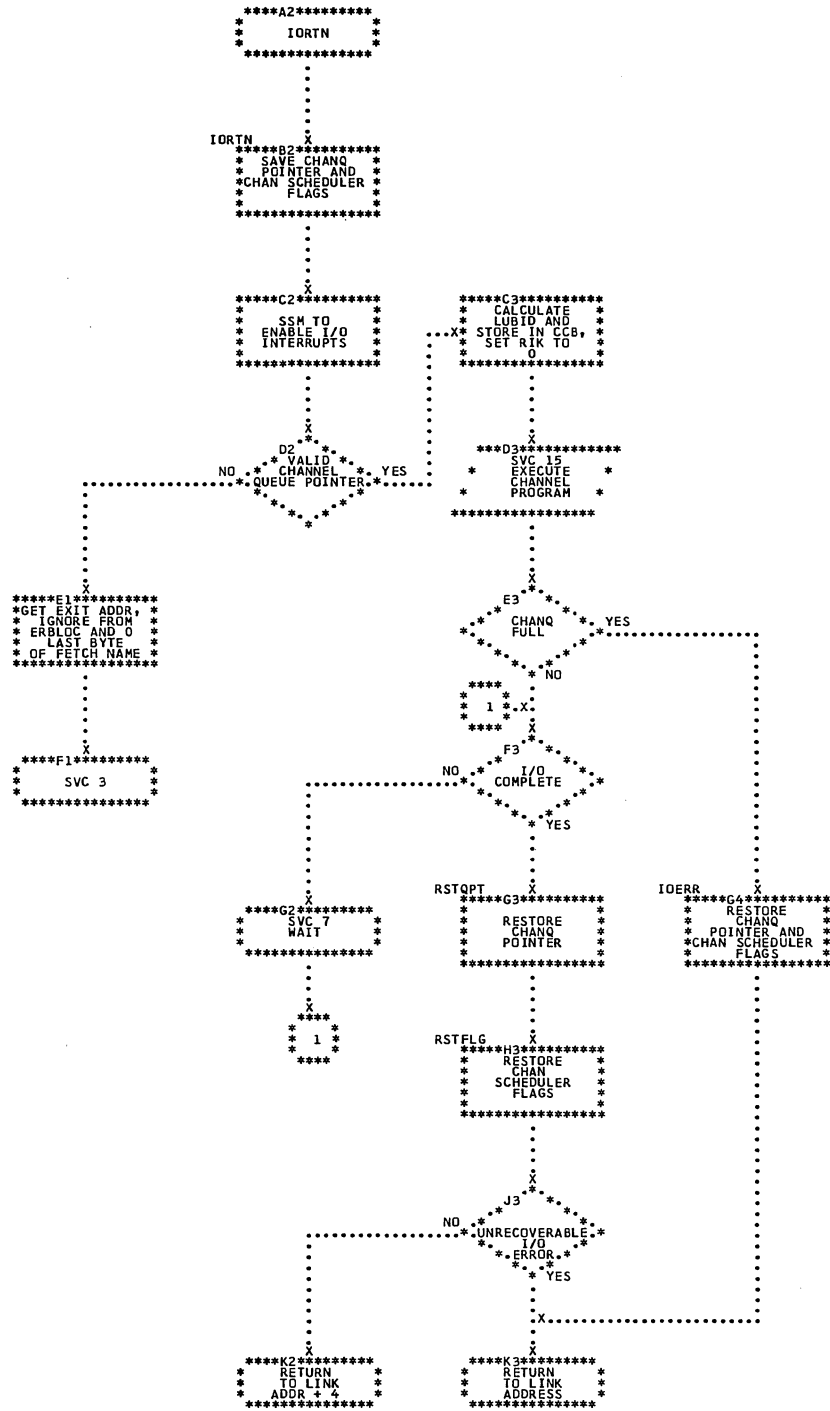 A2
IORTN
IORTN
B2
SAVE CHANQ
POINTER AND
CHAN SCHEDULER
FLAGS
C2
SSM TO
ENABLE I/O
INTERRUPTS
C3
CALCULATE
LUBID AND
STORE IN CCB,
SET RIK TO
0
D2
VALID
CHANNEL
QUEUE POINTER
NO
YES
D3
SVC 15
EXECUTE
CHANNEL
PROGRAM
E1
GET EXIT ADDR,
IGNORE FROM
ERBLOC AND 0
LAST BYTE
OF FETCH NAME
E3
CHANQ
FULL
YES
NO
1
F1
SVC 3
F3
I/O
COMPLETE
NO
YES
G2
SVC 7
WAIT
RSTQPT
G3
RESTORE
CHANQ
POINTER
IOERR
G4
RESTORE
CHANQ
POINTER AND
CHAN SCHEDULER
FLAGS
1
RSTFLG
H3
RESTORE
CHAN
SCHEDULER
FLAGS
J3
UNRECOVERABLE
I/O
ERROR
NO
YES
K2
RETURN
TO LINK
ADDR + 4
K3
RETURN
TO LINK
ADDRESS